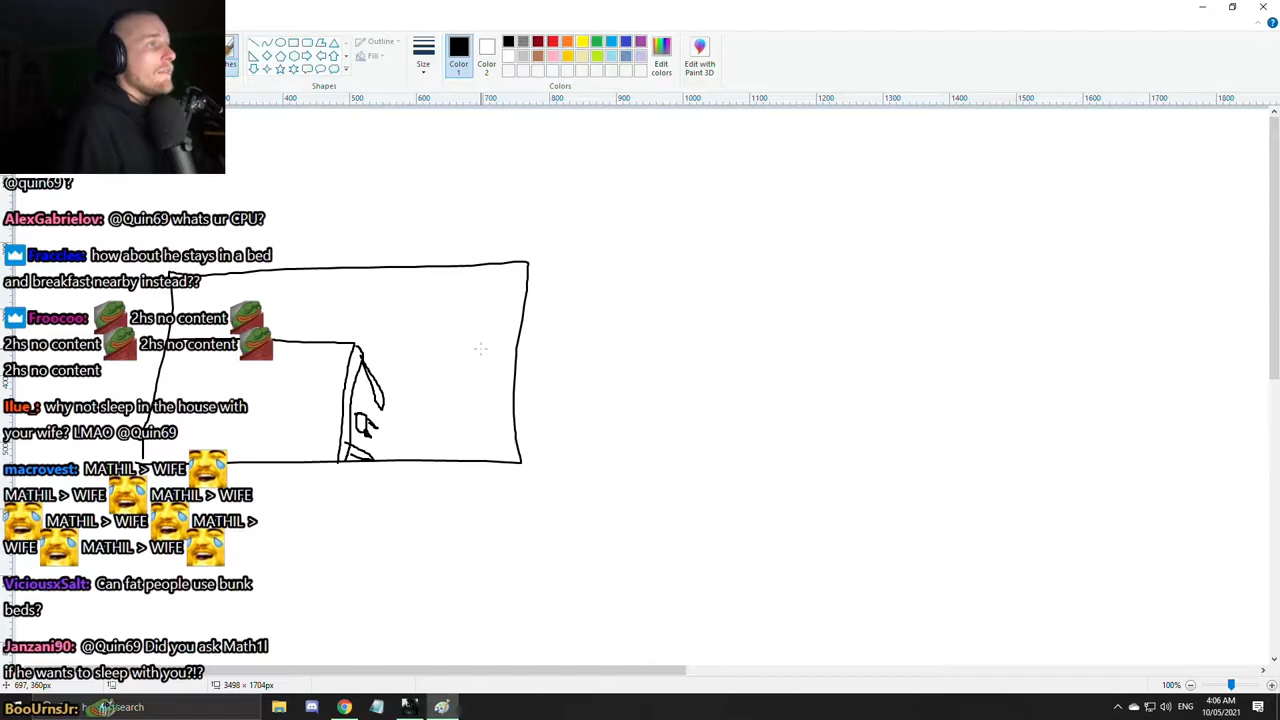 Outline
Fill
Size
Color
1
Color
2
Edit
colors
Edit with
Paint 3D
Shapes
Colors
400
500
600
700
800
900
1000
1100
1200
1300
1400
1500
1600
1700
1800
@quin69 ?
AlexGabrielov: @Quin69 whats ur CPU?
Fraccles: how about he stays in a bed
and breakfast nearby instead??
Froocoo: 2hs no content
2hs no content 2hs no content
2hs no content
Ilue_: why not sleep in the house with
your wife? LMAO @Quin69
macrovest: MATHIL > WIFE
MATHIL > WIFE MATHIL > WIFE
MATHIL > WIFE MATHIL >
WIFE MATHIL > WIFE
ViciousxSalt: Can fat people use bunk
beds?
Janzani90: @Quin69 Did you ask Math1l
if he wants to sleep with you?!?
697, 360px
3498 × 1704px
100%
BooUrnsJr:
search
ENG
4:06 AM
10/05/2021